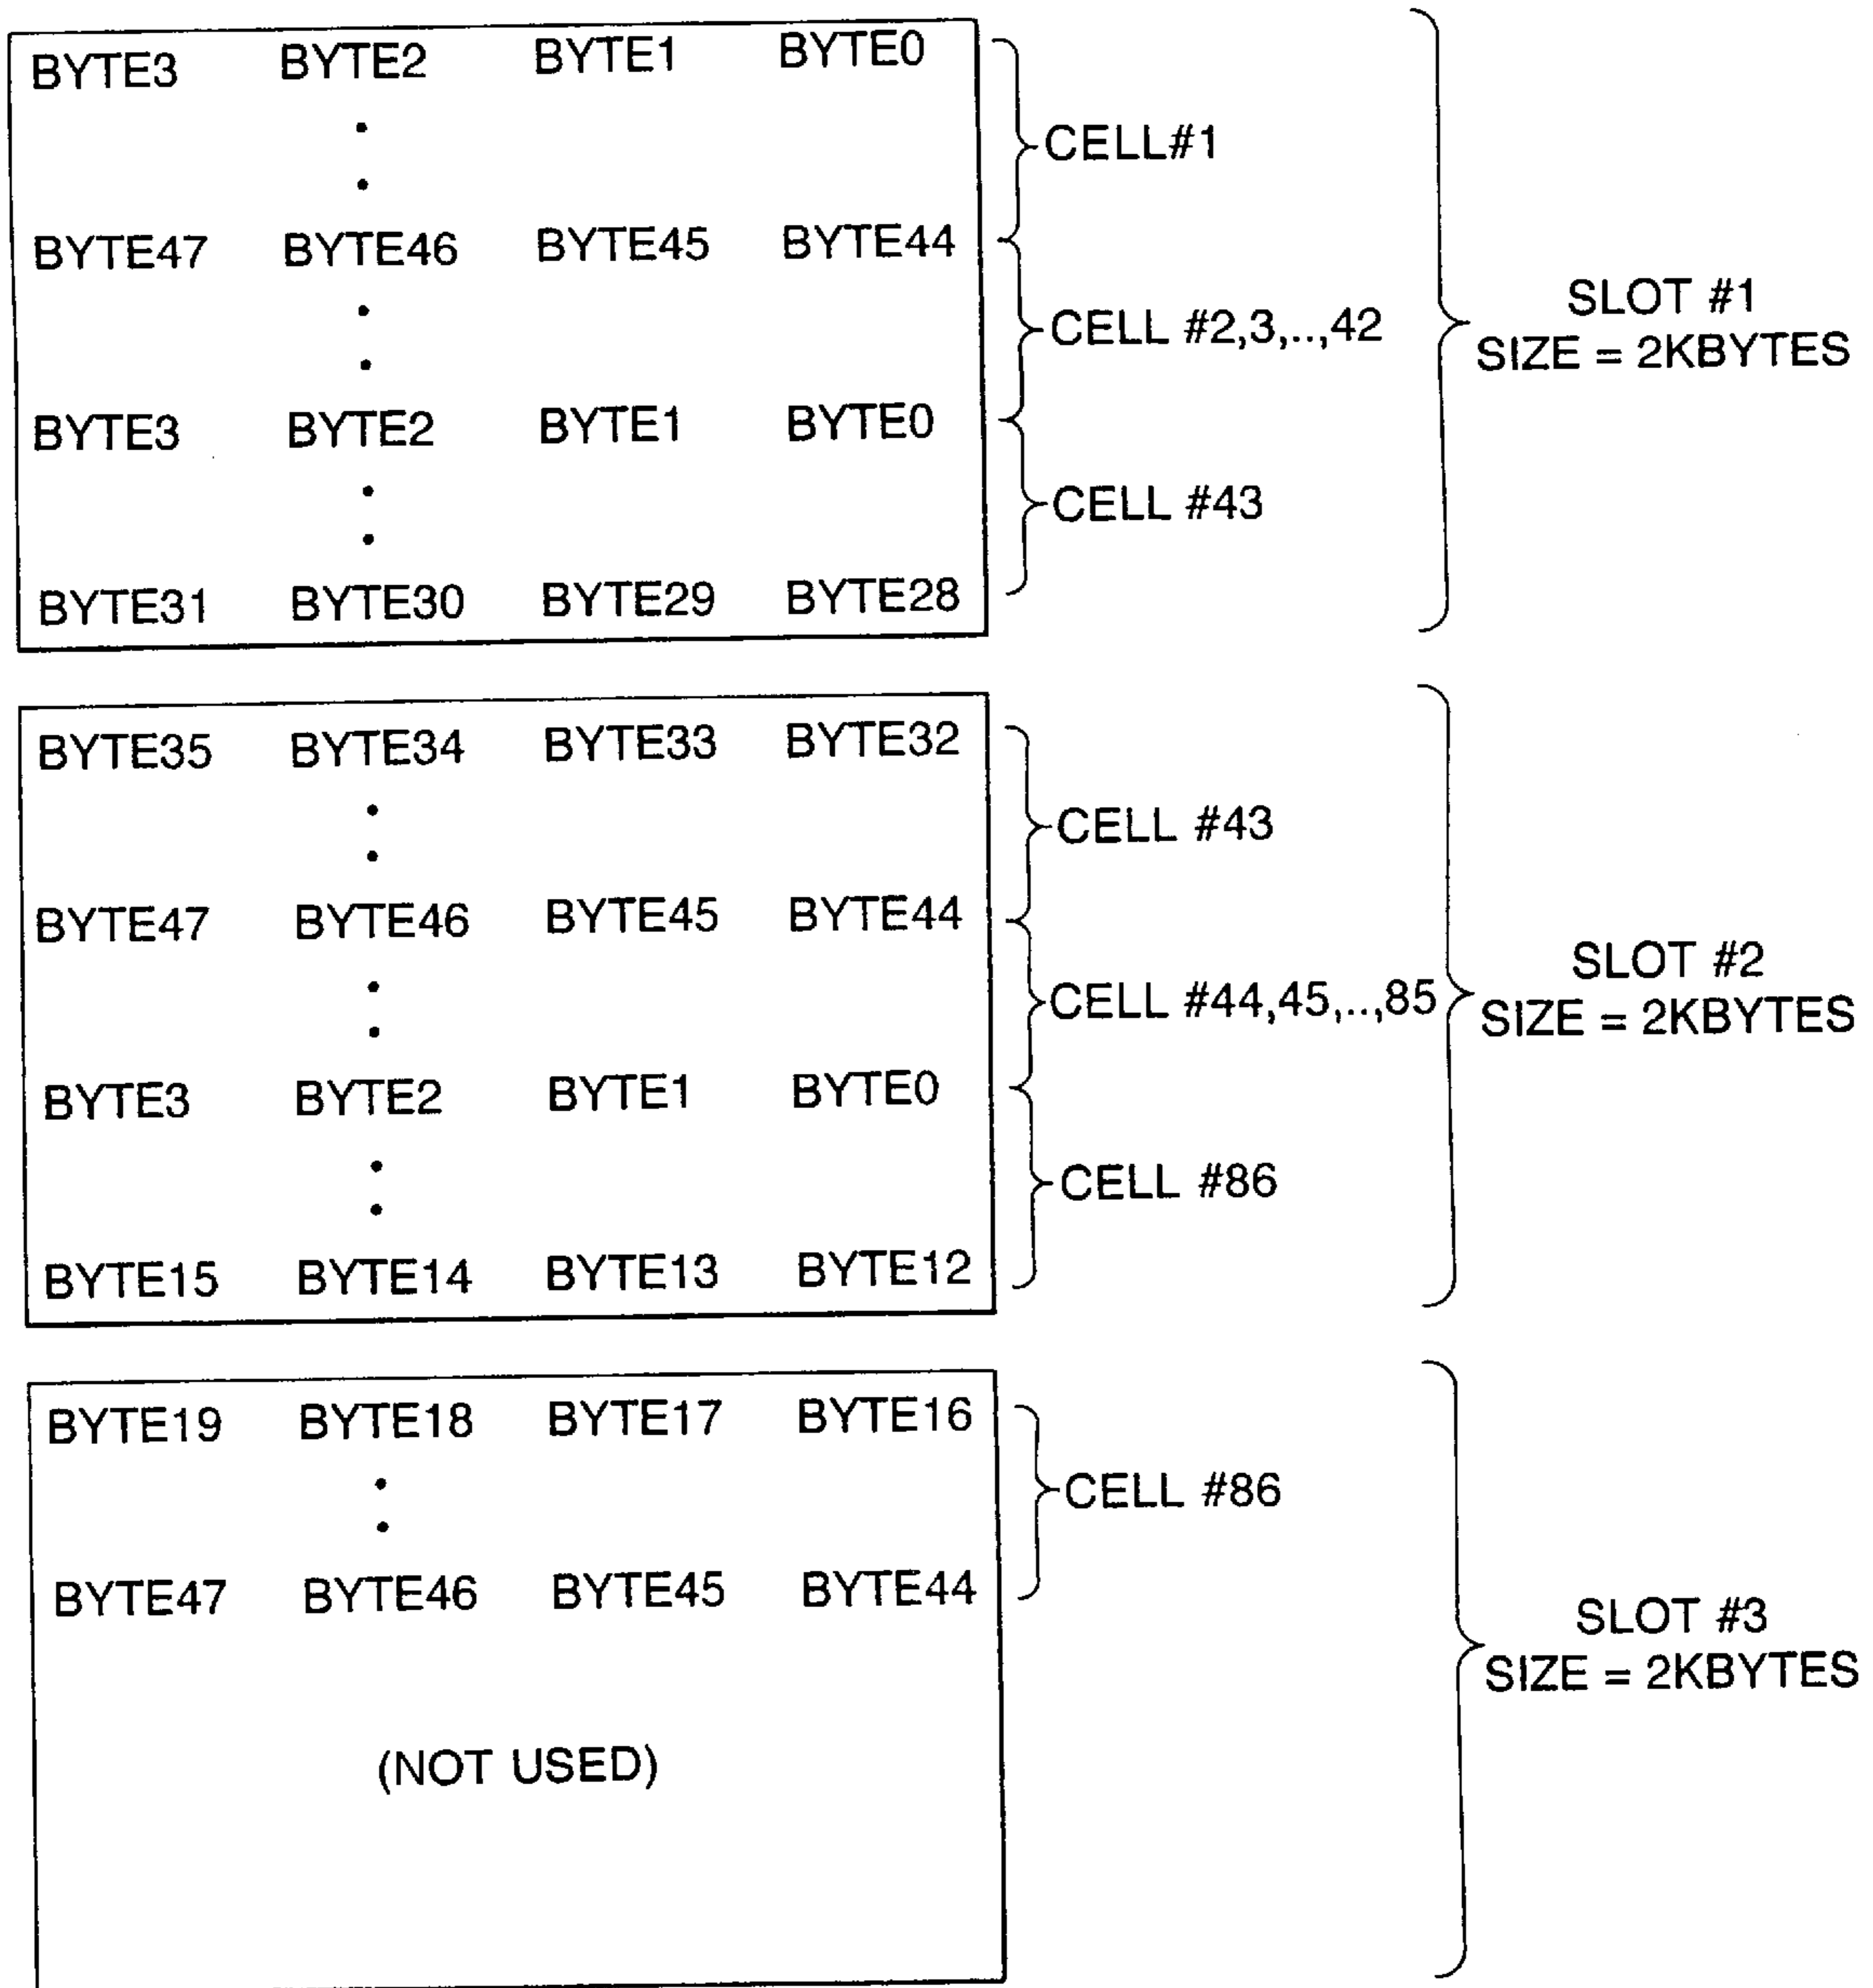 BYTE3 BYTE2 BYTE1 BYTE0
CELL#1
BYTE47 BYTE46 BYTE45 BYTE44
CELL #2,3,..,42
SLOT #1
SIZE = 2KBYTES
BYTE3 BYTE2 BYTE1 BYTE0
CELL #43
BYTE31 BYTE30 BYTE29 BYTE28
BYTE35 BYTE34 BYTE33 BYTE32
CELL #43
BYTE47 BYTE46 BYTE45 BYTE44
CELL #44,45,..,85
SLOT #2
SIZE = 2KBYTES
BYTE3 BYTE2 BYTE1 BYTE0
CELL #86
BYTE15 BYTE14 BYTE13 BYTE12
BYTE19 BYTE18 BYTE17 BYTE16
CELL #86
BYTE47 BYTE46 BYTE45 BYTE44
SLOT #3
SIZE = 2KBYTES
(NOT USED)